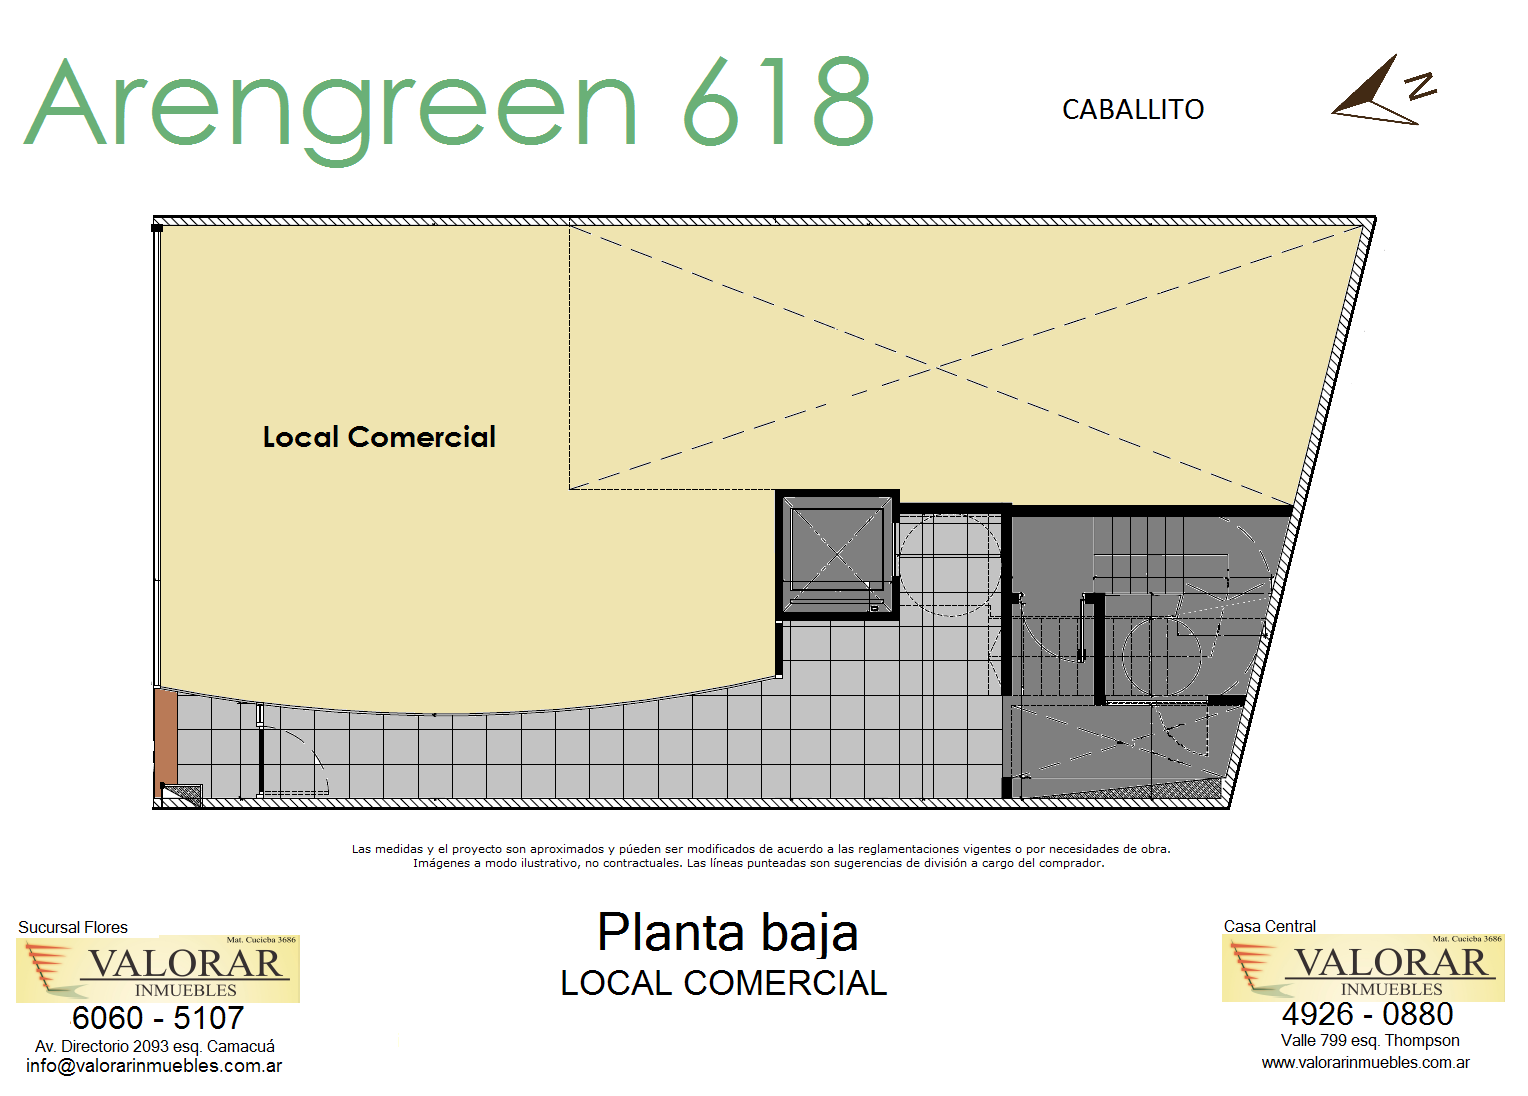 Arengreen 618
CABALLITO
N
Local Comercial
Las medidas y el proyecto son aproximados y púeden ser modificados de acuerdo a las reglamentaciones vigentes o por necesidades de obra.
Imágenes a modo ilustrativo, no contractuales. Las líneas punteadas son sugerencias de división a cargo del comprador.
Planta baja
LOCAL COMERCIAL
Sucursal Flores
Mat. Cucicba 3686
VALORAR
INMUEBLES
6060 - 5107
Av. Directorio 2093 esq. Camacuá
info@valorarinmuebles.com.ar
Casa Central
Mat. Cucicba 3686
VALORAR
INMUEBLES
4926 - 0880
Valle 799 esq. Thompson
www.valorarinmuebles.com.ar